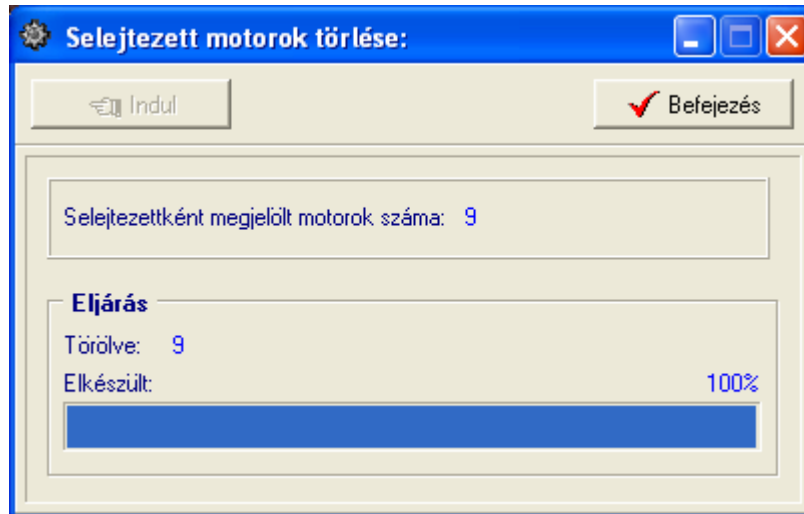 Selejtezett motorok törlése:
Indul
Befejezés
Selejtezettként megjelölt motorok száma: 9
Eljárás
Törölve: 9
Elkészült: 100%